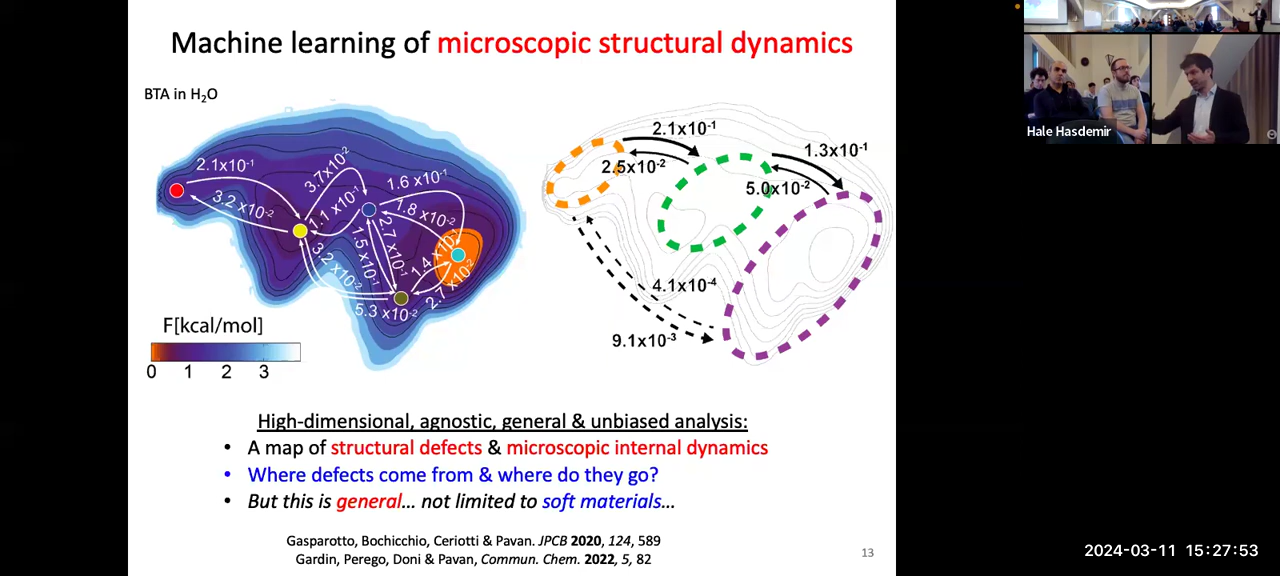 Machine learning of microscopic structural dynamics
BTA in H₂O
2.1x10⁻¹
3.2 x10⁻²
3.7x10⁻²
1.1 x10⁻¹
1.6 x10⁻¹
1.8 x10⁻²
2.7 x10⁻¹
1.5 x10⁻¹
3.2 x10⁻²
5.3 x10⁻²
2.7 x10⁻²
F[kcal/mol]
0 1 2 3
2.1x10⁻¹
2.5x10⁻²
1.3x10⁻¹
5.0x10⁻²
4.1x10⁻⁴
9.1x10⁻³
High-dimensional, agnostic, general & unbiased analysis:
• A map of structural defects & microscopic internal dynamics
• Where defects come from & where do they go?
• But this is general... not limited to soft materials...
Gasparotto, Bochicchio, Ceriotti & Pavan. JPCB 2020, 124, 589
Gardin, Perego, Doni & Pavan, Commun. Chem. 2022, 5, 82
13
Hale Hasdemir
2024-03-11 15:27:53